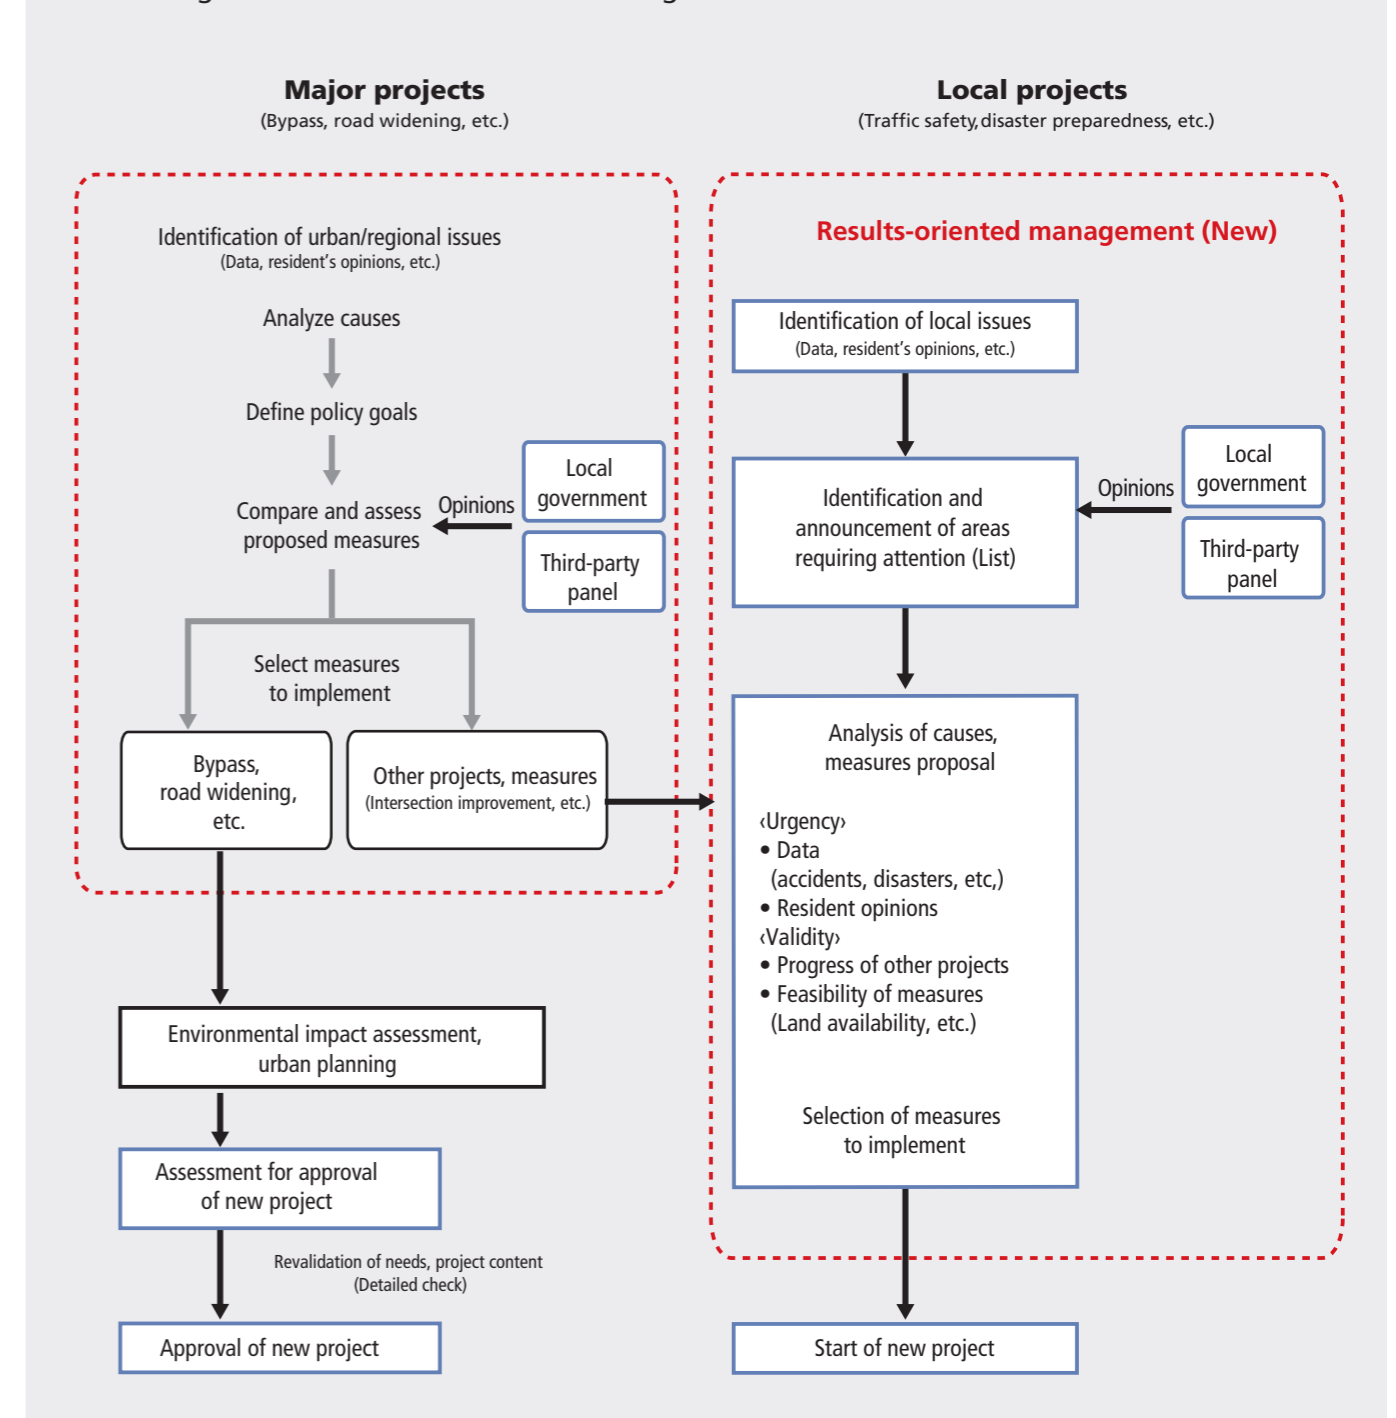 Major projects
(Bypass, road widening, etc.)
Identification of urban/regional issues
(Data, resident's opinions, etc.)
Analyze causes
Define policy goals
Compare and assess
proposed measures
Opinions
Local
government
Third-party
panel
Select measures
to implement
Bypass,
road widening,
etc.
Other projects, measures
(Intersection improvement, etc.)
Environmental impact assessment,
urban planning
Assessment for approval
of new project
Revalidation of needs, project content
(Detailed check)
Approval of new project
Local projects
(Traffic safety, disaster preparedness, etc.)
Results-oriented management (New)
Identification of local issues
(Data, resident's opinions, etc.)
Identification and
announcement of areas
requiring attention (List)
Opinions
Local
government
Third-party
panel
Analysis of causes,
measures proposal
‹Urgency›
• Data
(accidents, disasters, etc,)
• Resident opinions
‹Validity›
• Progress of other projects
• Feasibility of measures
(Land availability, etc.)
Selection of measures
to implement
Start of new project